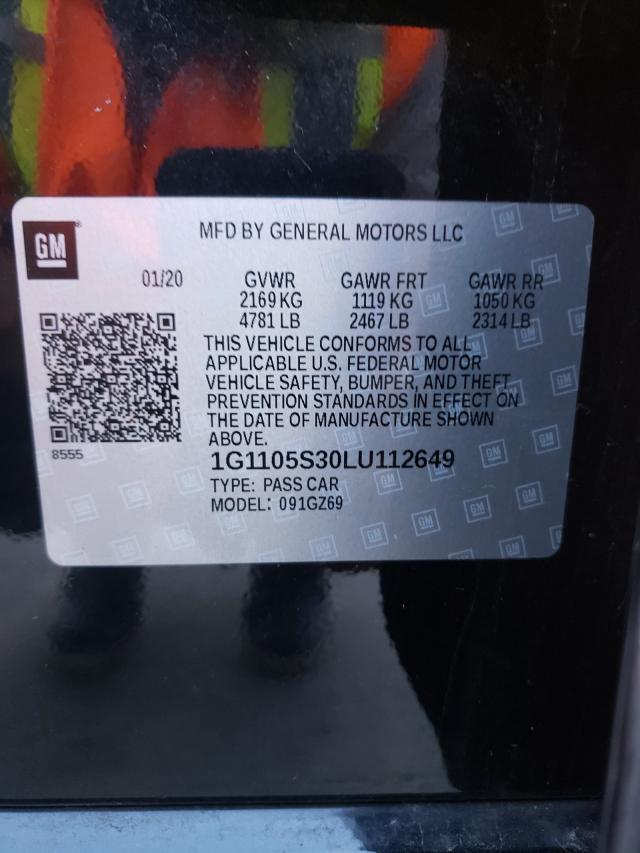 GM
MFD BY GENERAL MOTORS LLC
01/20 GVWR GAWR FRT GAWR RR
2169 KG 1119 KG 1050 KG
4781 LB 2467 LB 2314 LB
THIS VEHICLE CONFORMS TO ALL
APPLICABLE U.S. FEDERAL MOTOR
VEHICLE SAFETY, BUMPER, AND THEFT
PREVENTION STANDARDS IN EFFECT ON
THE DATE OF MANUFACTURE SHOWN
ABOVE.
8555
1G1105S30LU112649
TYPE: PASS CAR
MODEL: 091GZ69